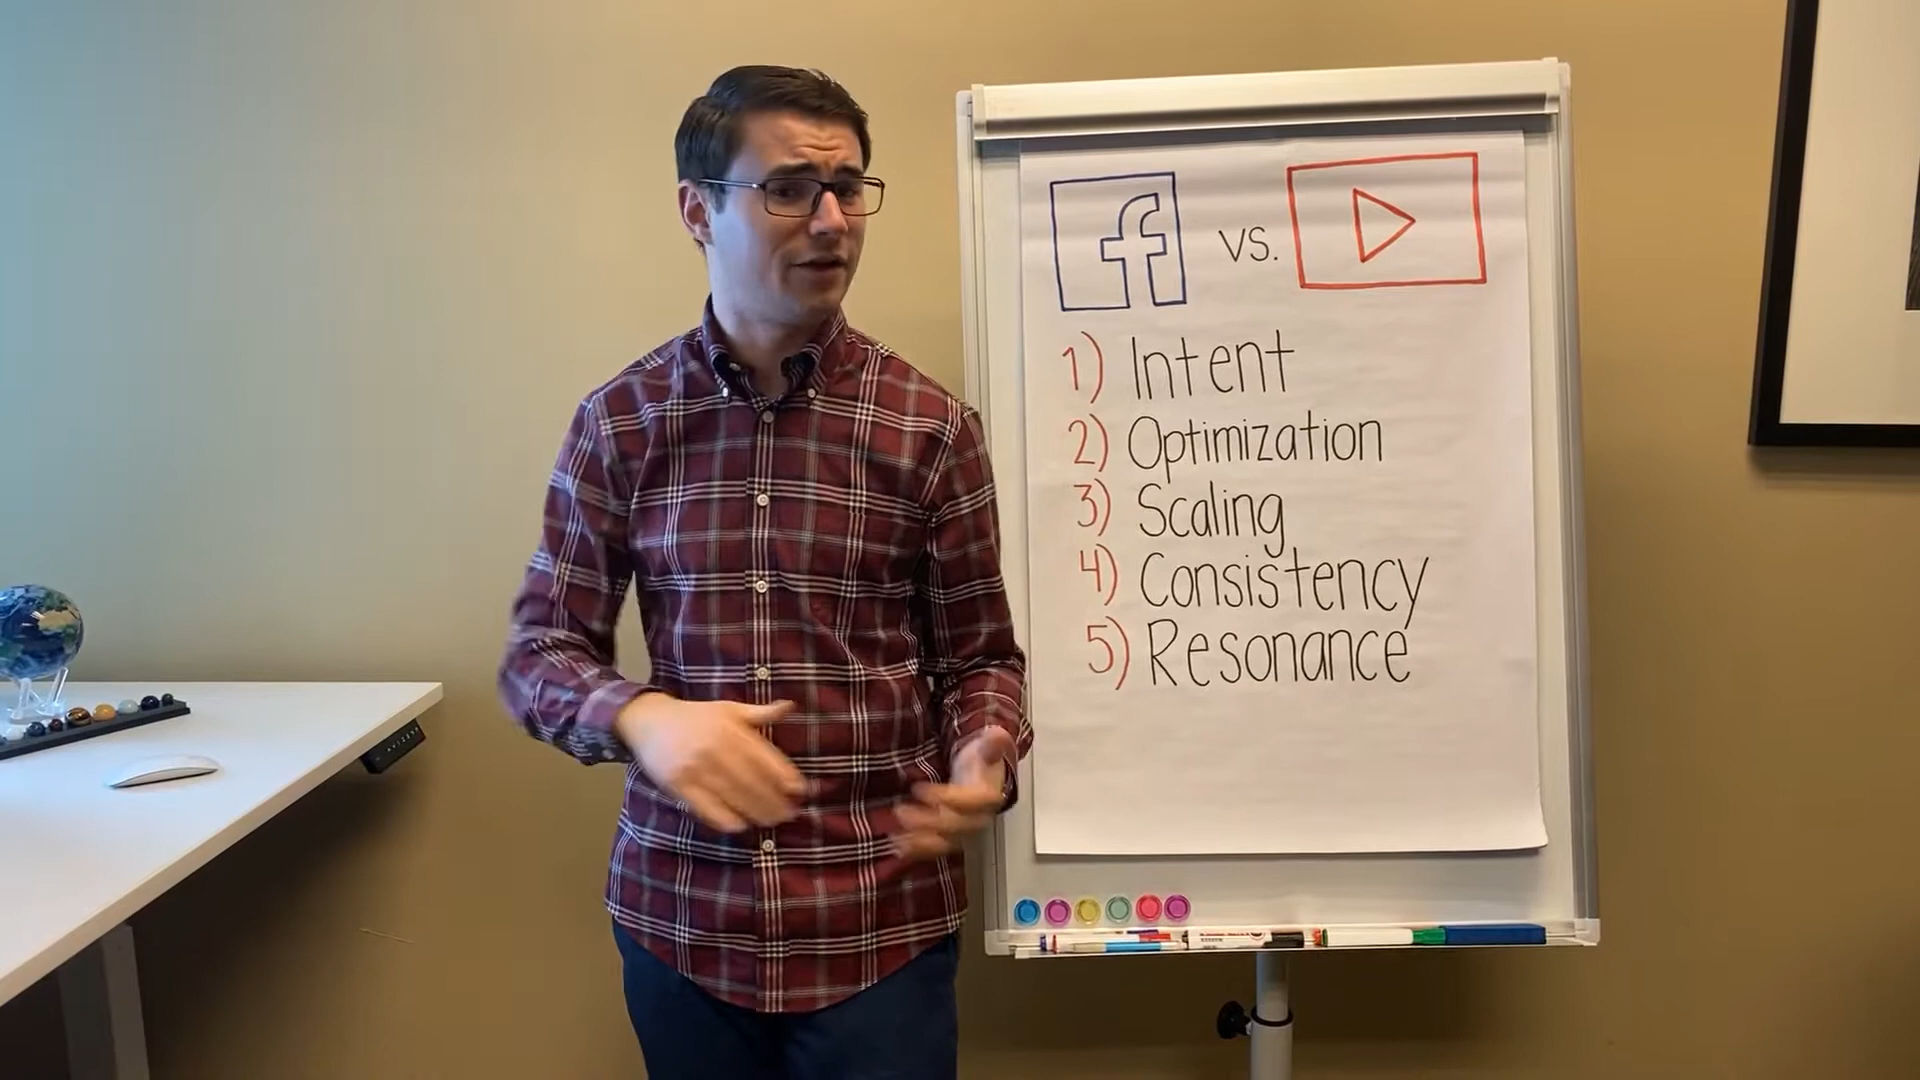 f vs.
1) Intent
2) Optimization
3) Scaling
4) Consistency
5) Resonance